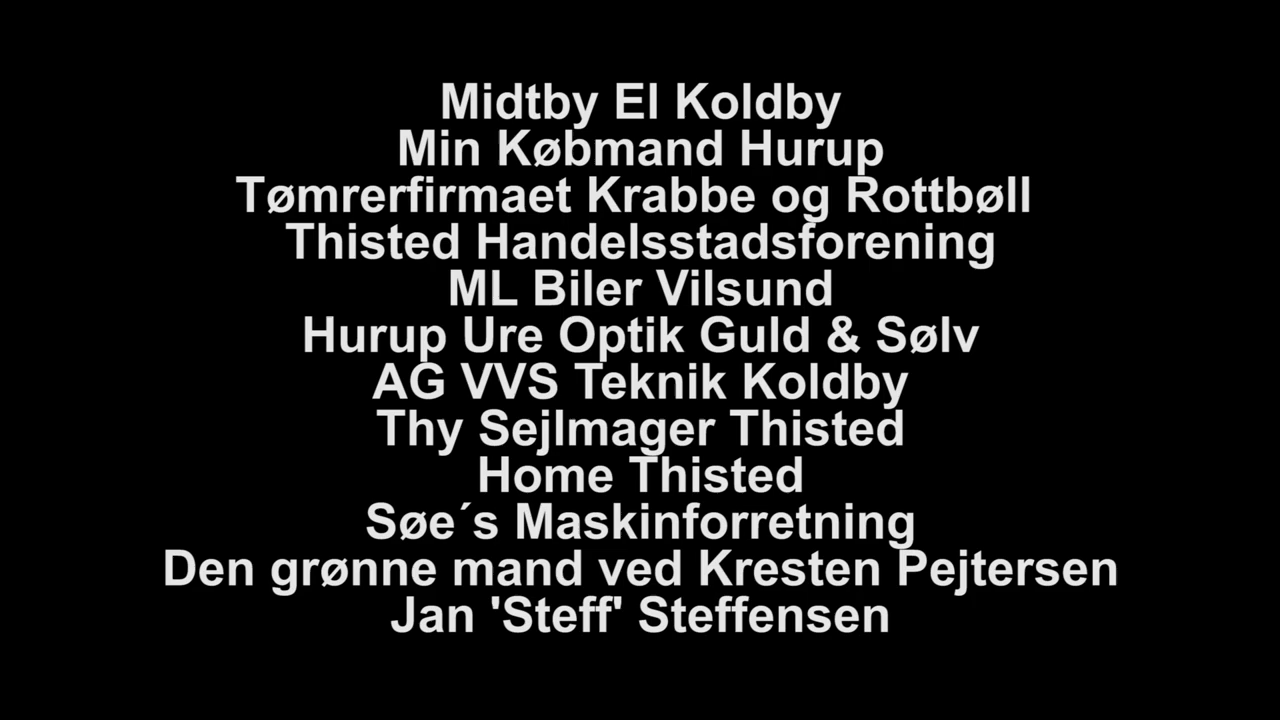 Midtby El Koldby
Min Købmand Hurup
Tømrerfirmaet Krabbe og Rottbøll
Thisted Handelsstadsforening
ML Biler Vilsund
Hurup Ure Optik Guld & Sølv
AG VVS Teknik Koldby
Thy Sejlmager Thisted
Home Thisted
Søe´s Maskinforretning
Den grønne mand ved Kresten Pejtersen
Jan 'Steff' Steffensen